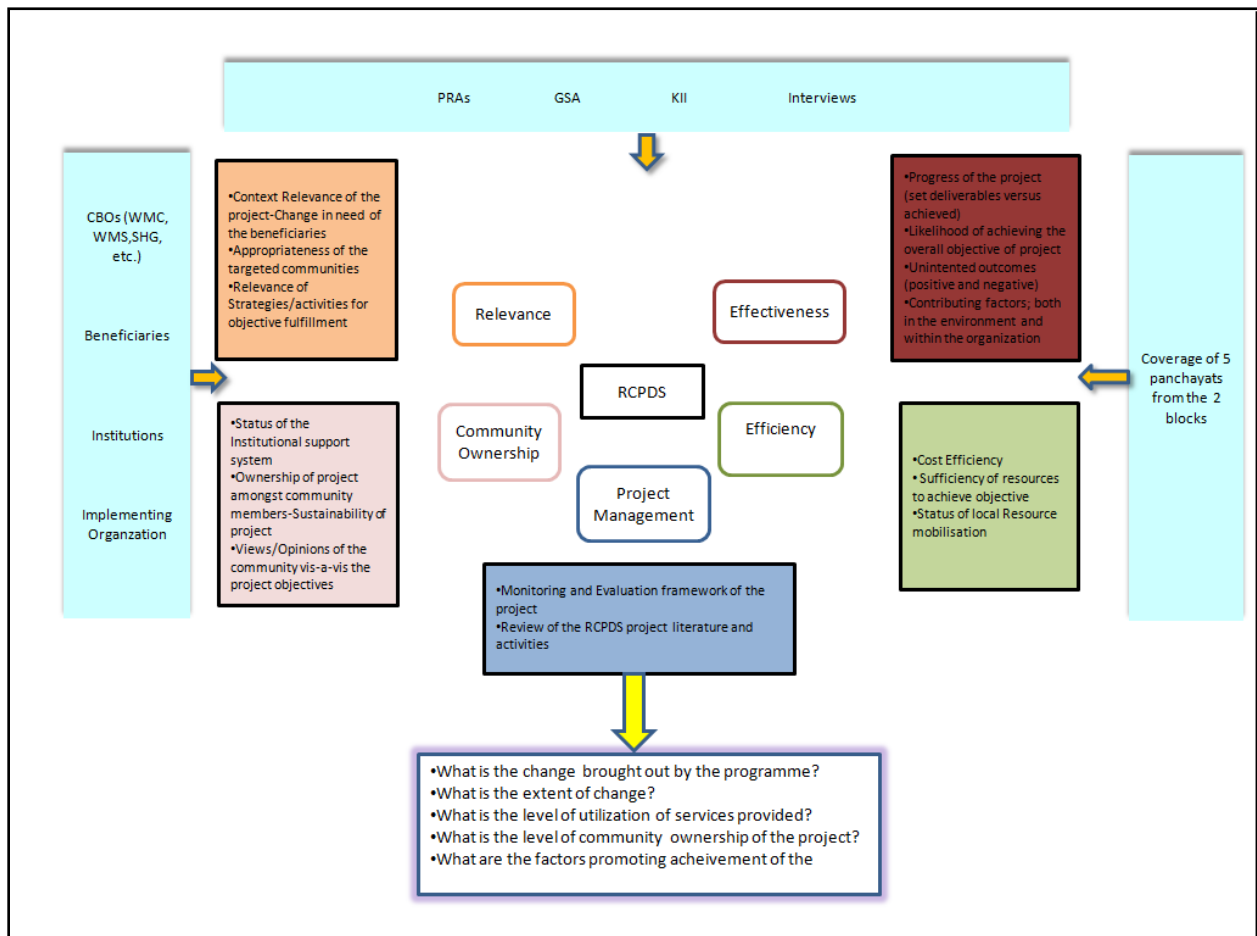 PRAs GSA KII Interviews
CBOs (WMC,
WMS,SHG,
etc.)
Beneficiaries
Institutions
Implementing
Organzation
•Context Relevance of the
project-Change in need of
the beneficiaries
•Appropriateness of the
targeted communities
•Relevance of
Strategies/activities for
objective fulfillment
•Status of the
Institutional support
system
•Ownership of project
amongst community
members-Sustainability of
project
•Views/Opinions of the
community vis-a-vis the
project objectives
Relevance
Effectiveness
RCPDS
Community
Ownership
Efficiency
Project
Management
•Progress of the project
(set deliverables versus
achieved)
•Likelihood of achieving the
overall objective of project
•Unintented outcomes
(positive and negative)
•Contributing factors; both
in the environment and
within the organization
•Cost Efficiency
•Sufficiency of resources
to achieve objective
•Status of local Resource
mobilisation
Coverage of 5
panchayats
from the 2
blocks
•Monitoring and Evaluation framework of the
project
•Review of the RCPDS project literature and
activities
•What is the change brought out by the programme?
•What is the extent of change?
•What is the level of utilization of services provided?
•What is the level of community ownership of the project?
•What are the factors promoting acheivement of the